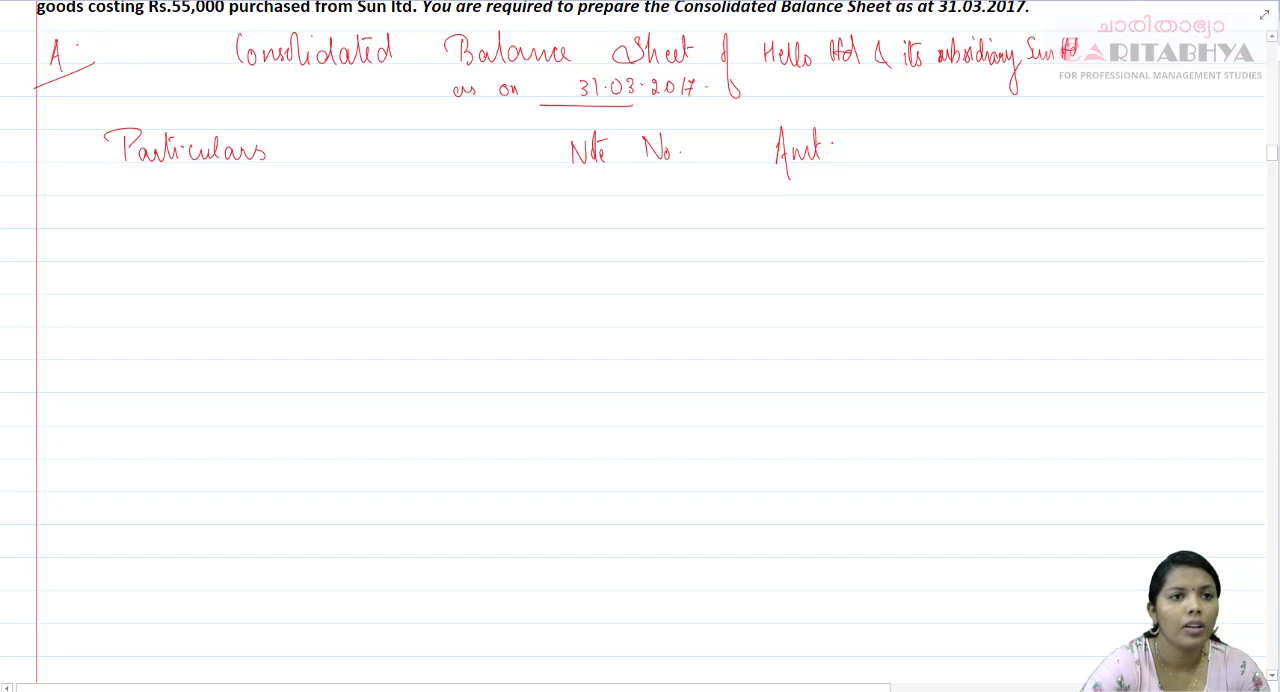 goods costing Rs.55,000 purchased from Sun ltd. You are required to prepare the Consolidated Balance Sheet as at 31.03.2017.
ചാരിതാഭ്യാ
CARITABHYA
FOR PROFESSIONAL MANAGEMENT STUDIES
A. Consolidated Balance Sheet of Hello ltd & its subsidiary Sun ltd
as on 31.03.2017.
Particulars Note No. Amt.